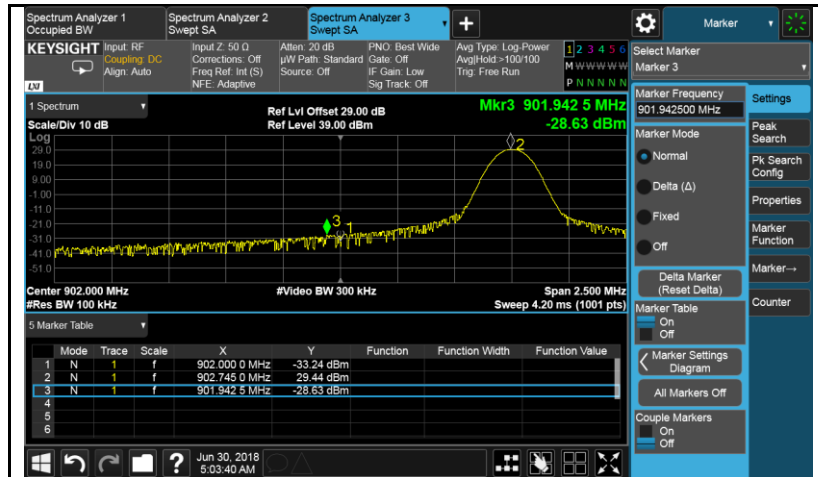 Spectrum Analyzer 1
Occupied BW
Spectrum Analyzer 2
Swept SA
Spectrum Analyzer 3
Swept SA
Marker
KEYSIGHT
LXI
Input: RF
Coupling: DC
Align: Auto
Input Z: 50 Ω
Corrections: Off
Freq Ref: Int (S)
NFE: Adaptive
Atten: 20 dB
µW Path: Standard
Source: Off
PNO: Best Wide
Gate: Off
IF Gain: Low
Sig Track: Off
Avg Type: Log-Power
Avg|Hold:>100/100
Trig: Free Run
1 2 3 4 5 6
M W W W W W
P N N N N N
Select Marker
Marker 3
1 Spectrum
Scale/Div 10 dB
Ref Lvl Offset 29.00 dB
Ref Level 39.00 dBm
Mkr3 901.942 5 MHz
-28.63 dBm
Log
29.0
19.0
9.00
-1.00
-11.0
-21.0
-31.0
-41.0
-51.0
2
3
1
Center 902.000 MHz
#Res BW 100 kHz
#Video BW 300 kHz
Span 2.500 MHz
Sweep 4.20 ms (1001 pts)
5 Marker Table
Mode Trace Scale X Y Function Function Width Function Value
1 N 1 f 902.000 0 MHz -33.24 dBm
2 N 1 f 902.745 0 MHz 29.44 dBm
3 N 1 f 901.942 5 MHz -28.63 dBm
4
5
6
Marker Frequency
901.942500 MHz
Marker Mode
Normal
Delta (Δ)
Fixed
Off
Delta Marker
(Reset Delta)
Marker Table
On
Off
Marker Settings
Diagram
All Markers Off
Couple Markers
On
Off
Settings
Peak
Search
Pk Search
Config
Properties
Marker
Function
Marker→
Counter
?
Jun 30, 2018
5:03:40 AM